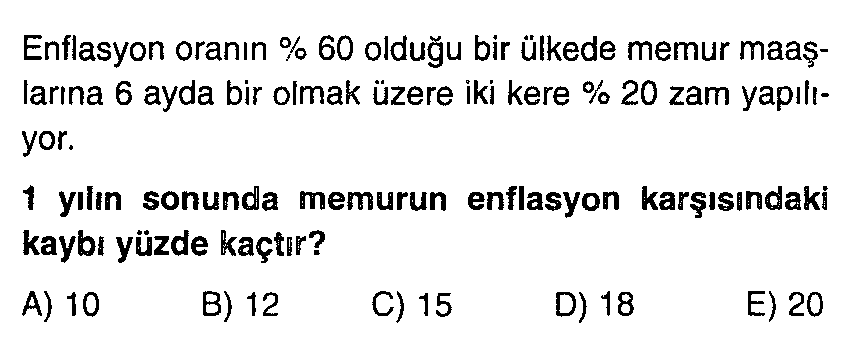 Enflasyon oranın % 60 olduğu bir ülkede memur maaş-
larına 6 ayda bir olmak üzere iki kere % 20 zam yapılı-
yor.
1 yılın sonunda memurun enflasyon karşısındaki
kaybı yüzde kaçtır?
A) 10 B) 12 C) 15 D) 18 E) 20